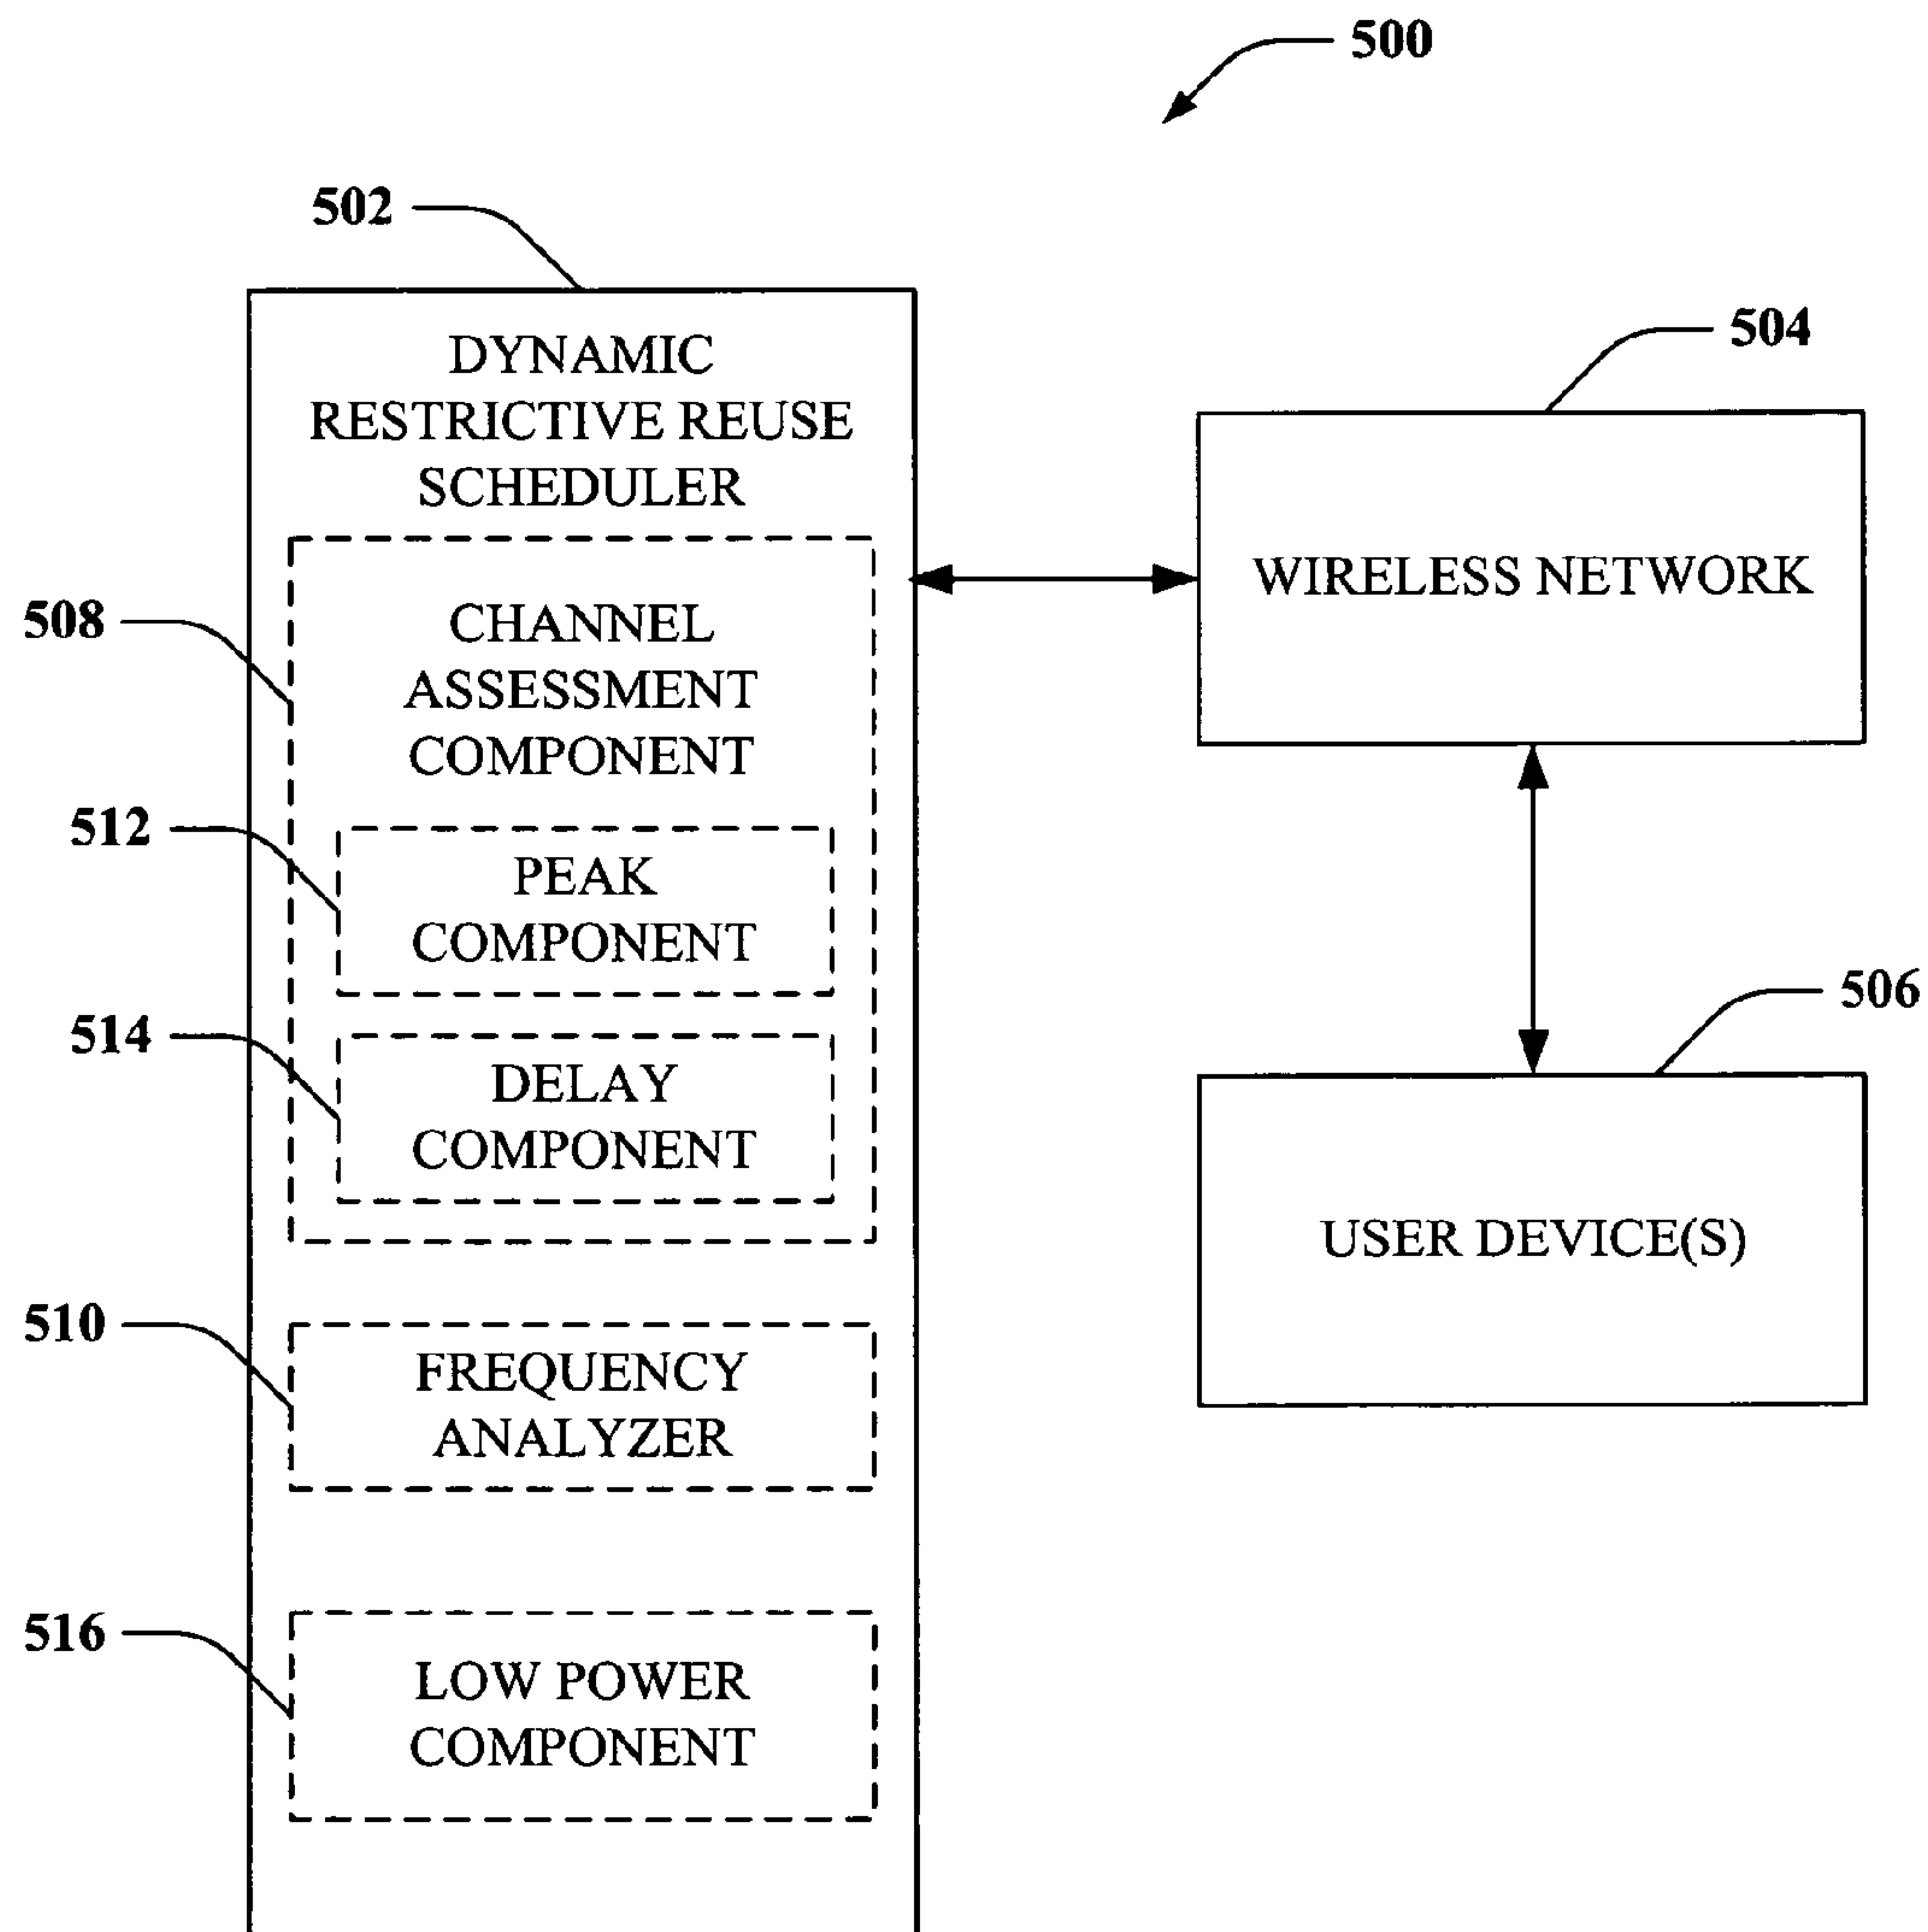 500
502
DYNAMIC
RESTRICTIVE REUSE
SCHEDULER
504
WIRELESS NETWORK
508
CHANNEL
ASSESSMENT
COMPONENT
512
PEAK
COMPONENT
514
DELAY
COMPONENT
506
USER DEVICE(S)
510
FREQUENCY
ANALYZER
516
LOW POWER
COMPONENT